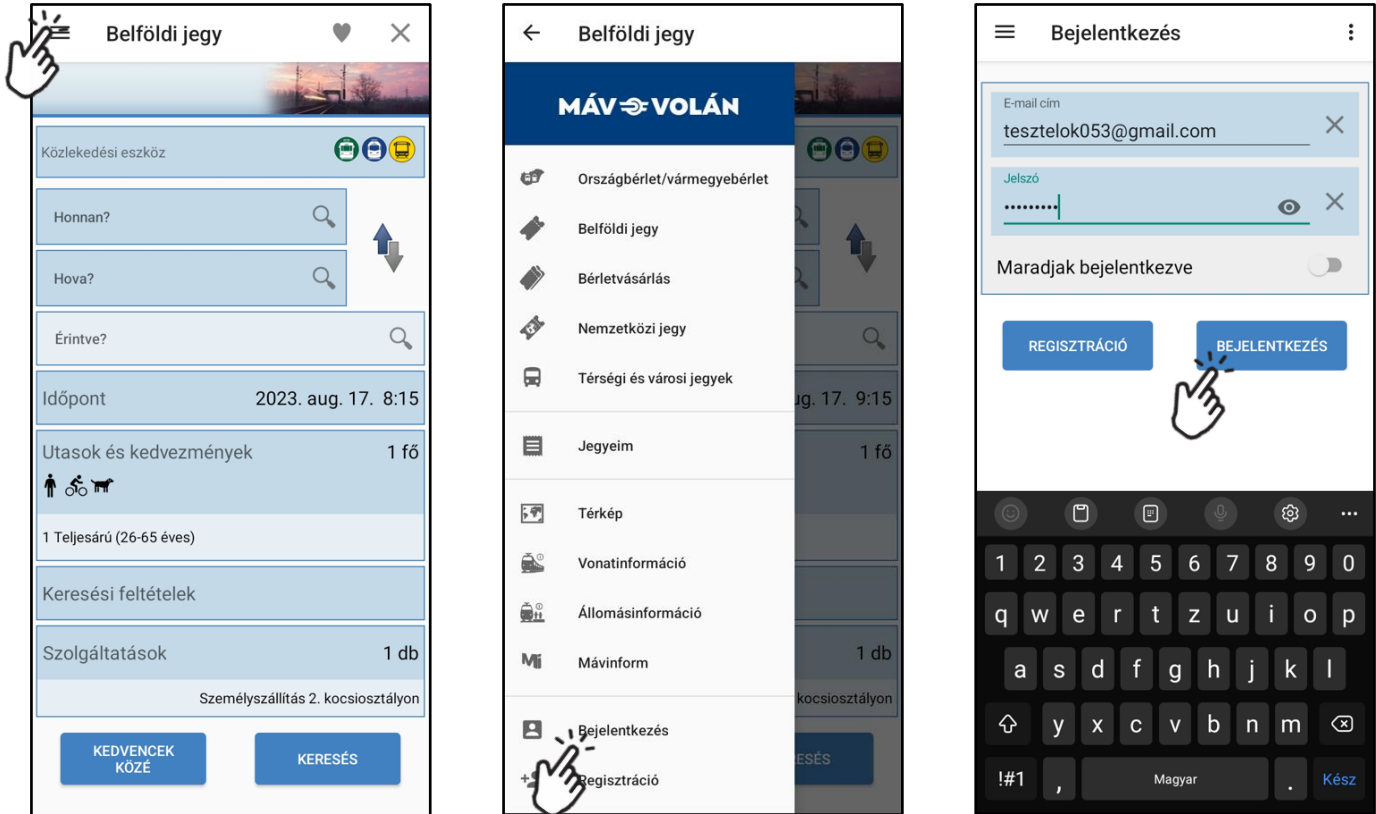 Belföldi jegy
Közlekedési eszköz
Honnan?
Hova?
Érintve?
Időpont 2023. aug. 17. 8:15
Utasok és kedvezmények 1 fő
1 Teljesárú (26-65 éves)
Keresési feltételek
Szolgáltatások 1 db
Személyszállítás 2. kocsiosztályon
KEDVENCEK
KÖZÉ
KERESÉS
Belföldi jegy
MÁV VOLÁN
Országbérlet/vármegyebérlet
Belföldi jegy
Bérletvásárlás
Nemzetközi jegy
Térségi és városi jegyek
ug. 17. 9:15
Jegyeim
1 fő
Térkép
Vonatinformáció
Állomásinformáció
Mávinform
1 db
kocsiosztályon
Bejelentkezés
Regisztráció
ESÉS
Bejelentkezés
E-mail cím
tesztelok053@gmail.com
Jelszó
•••••••••
Maradjak bejelentkezve
REGISZTRÁCIÓ
BEJELENTKEZÉS
1 2 3 4 5 6 7 8 9 0
q w e r t z u i o p
a s d f g h j k l
y x c v b n m
!#1 , Magyar . Kész